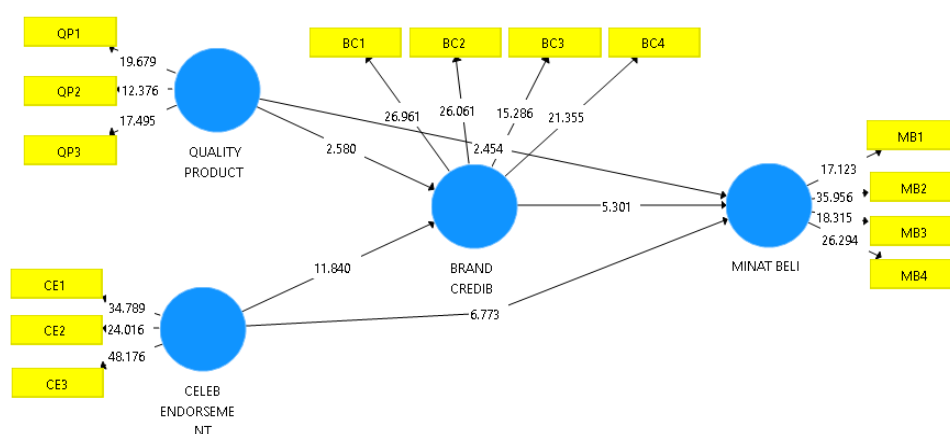 QP1
19.679
QP2
12.376
17.495
QP3
QUALITY
PRODUCT
BC1
BC2
BC3
BC4
26.961
26.061
15.286
21.355
2.580
2.454
BRAND
CREDIB
5.301
11.840
6.773
CE1
34.789
CE2
24.016
48.176
CE3
CELEB
ENDORSEME
NT
MB1
17.123
MB2
35.956
18.315
MB3
26.294
MB4
MINAT BELI